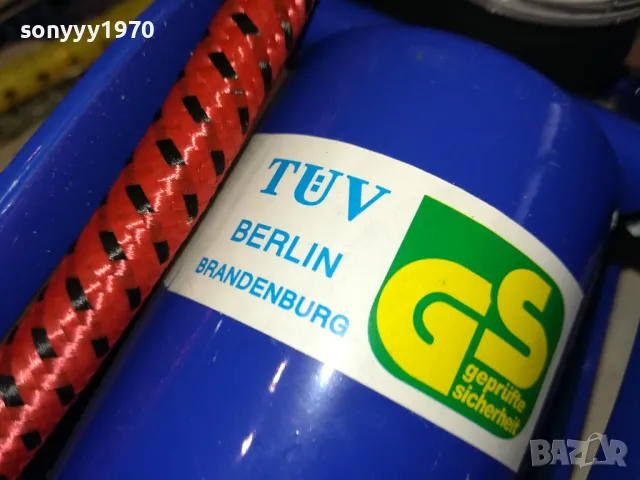 sonyyy1970
TÜV
BERLIN
BRANDENBURG
GS
geprüfte
sicherheit
BAZAR